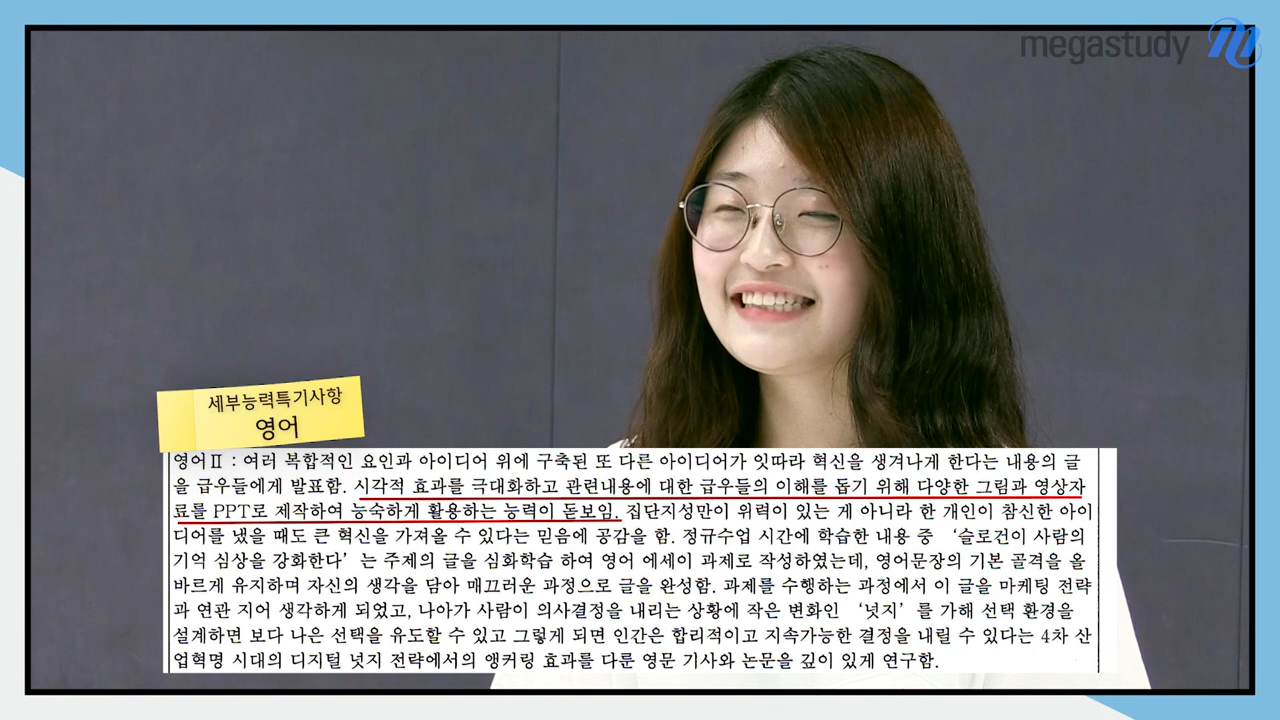 megastudy
세부능력특기사항
영어
영어Ⅱ : 여러 복합적인 요인과 아이디어 위에 구축된 또 다른 아이디어가 잇따라 혁신을 생겨나게 한다는 내용의 글
을 급우들에게 발표함. 시각적 효과를 극대화하고 관련내용에 대한 급우들의 이해를 돕기 위해 다양한 그림과 영상자
료를 PPT로 제작하여 능숙하게 활용하는 능력이 돋보임. 집단지성만이 위력이 있는 게 아니라 한 개인이 참신한 아이
디어를 냈을 때도 큰 혁신을 가져올 수 있다는 믿음에 공감을 함. 정규수업 시간에 학습한 내용 중 ‘슬로건이 사람의
기억 심상을 강화한다’는 주제의 글을 심화학습 하여 영어 에세이 과제로 작성하였는데, 영어문장의 기본 골격을 올
바르게 유지하며 자신의 생각을 담아 매끄러운 과정으로 글을 완성함. 과제를 수행하는 과정에서 이 글을 마케팅 전략
과 연관 지어 생각하게 되었고, 나아가 사람이 의사결정을 내리는 상황에 작은 변화인 ‘넛지’를 가해 선택 환경을
설계하면 보다 나은 선택을 유도할 수 있고 그렇게 되면 인간은 합리적이고 지속가능한 결정을 내릴 수 있다는 4차 산
업혁명 시대의 디지털 넛지 전략에서의 앵커링 효과를 다룬 영문 기사와 논문을 깊이 있게 연구함.